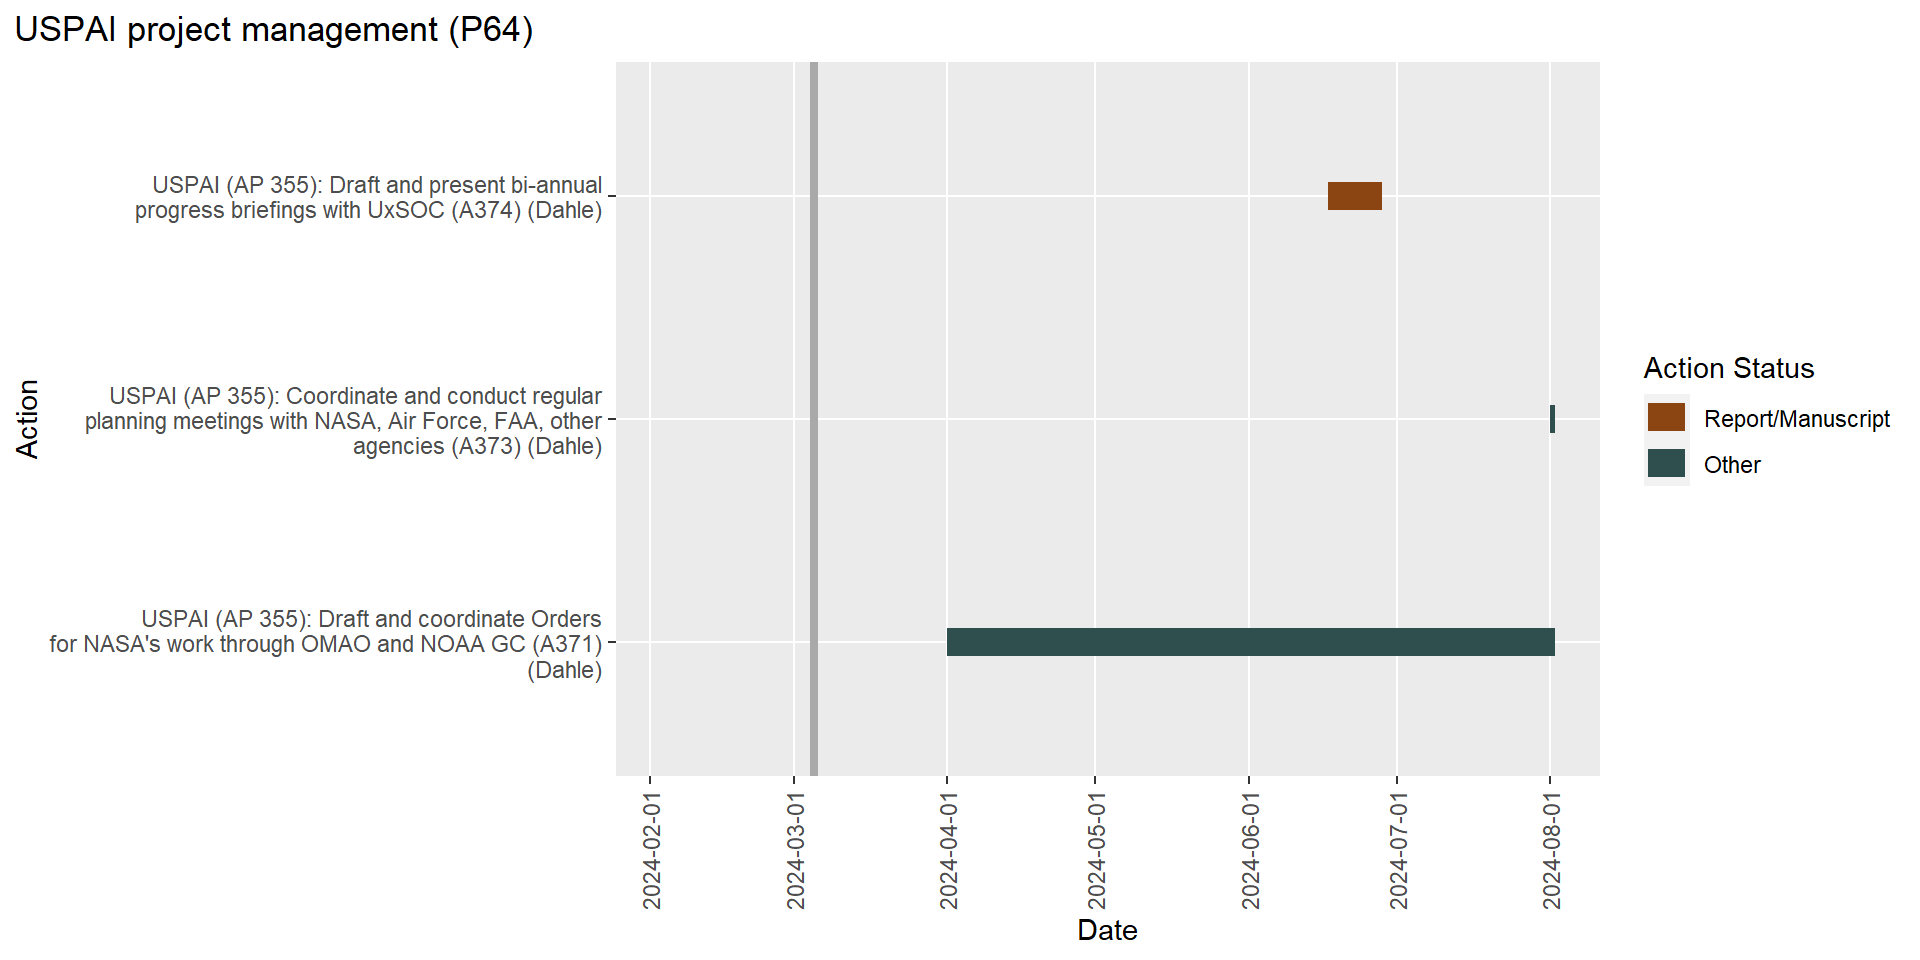 USPAI project management (P64)
USPAI (AP 355): Draft and present bi-annual
progress briefings with UxSOC (A374) (Dahle)
USPAI (AP 355): Coordinate and conduct regular
planning meetings with NASA, Air Force, FAA, other
agencies (A373) (Dahle)
USPAI (AP 355): Draft and coordinate Orders
for NASA's work through OMAO and NOAA GC (A371)
(Dahle)
Action
2024-02-01
2024-03-01
2024-04-01
2024-05-01
2024-06-01
2024-07-01
2024-08-01
Date
Action Status
Report/Manuscript
Other